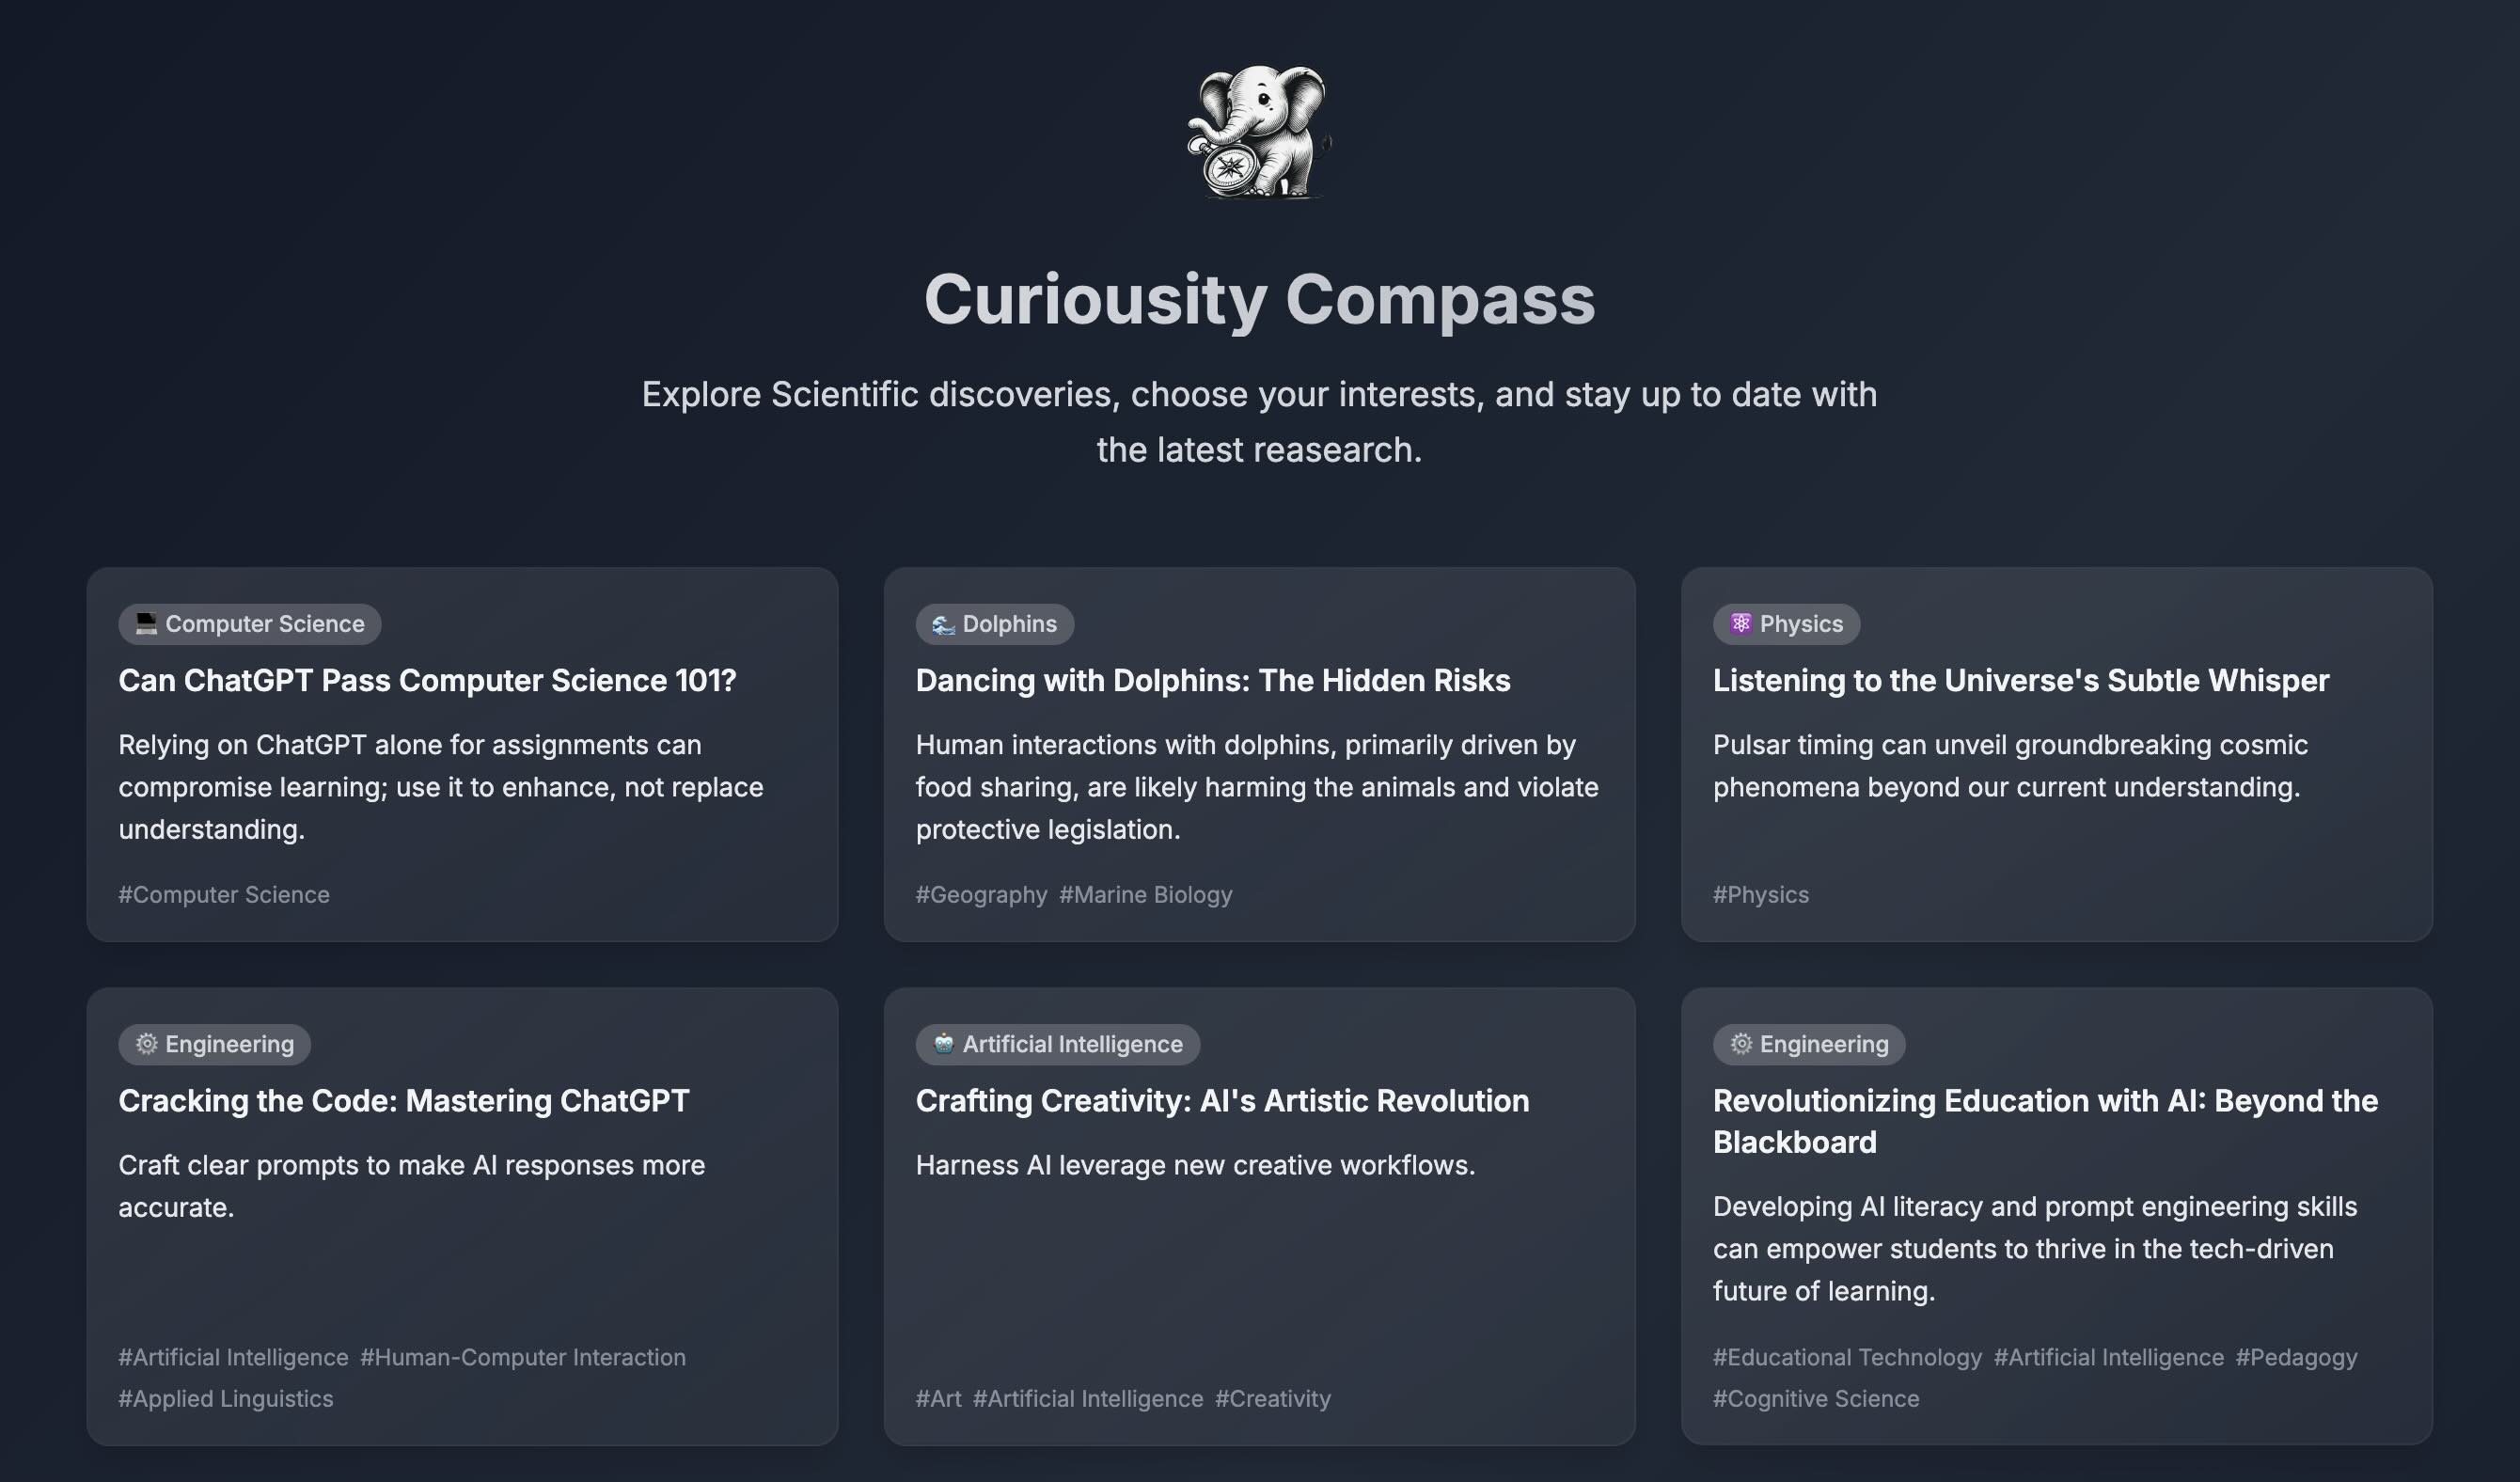 Curiousity Compass
Explore Scientific discoveries, choose your interests, and stay up to date with
the latest reasearch.
Computer Science
Can ChatGPT Pass Computer Science 101?
Relying on ChatGPT alone for assignments can
compromise learning; use it to enhance, not replace
understanding.
#Computer Science
Dolphins
Dancing with Dolphins: The Hidden Risks
Human interactions with dolphins, primarily driven by
food sharing, are likely harming the animals and violate
protective legislation.
#Geography #Marine Biology
Physics
Listening to the Universe's Subtle Whisper
Pulsar timing can unveil groundbreaking cosmic
phenomena beyond our current understanding.
#Physics
Engineering
Cracking the Code: Mastering ChatGPT
Craft clear prompts to make AI responses more
accurate.
#Artificial Intelligence #Human-Computer Interaction
#Applied Linguistics
Artificial Intelligence
Crafting Creativity: AI's Artistic Revolution
Harness AI leverage new creative workflows.
#Art #Artificial Intelligence #Creativity
Engineering
Revolutionizing Education with AI: Beyond the
Blackboard
Developing AI literacy and prompt engineering skills
can empower students to thrive in the tech-driven
future of learning.
#Educational Technology #Artificial Intelligence #Pedagogy
#Cognitive Science